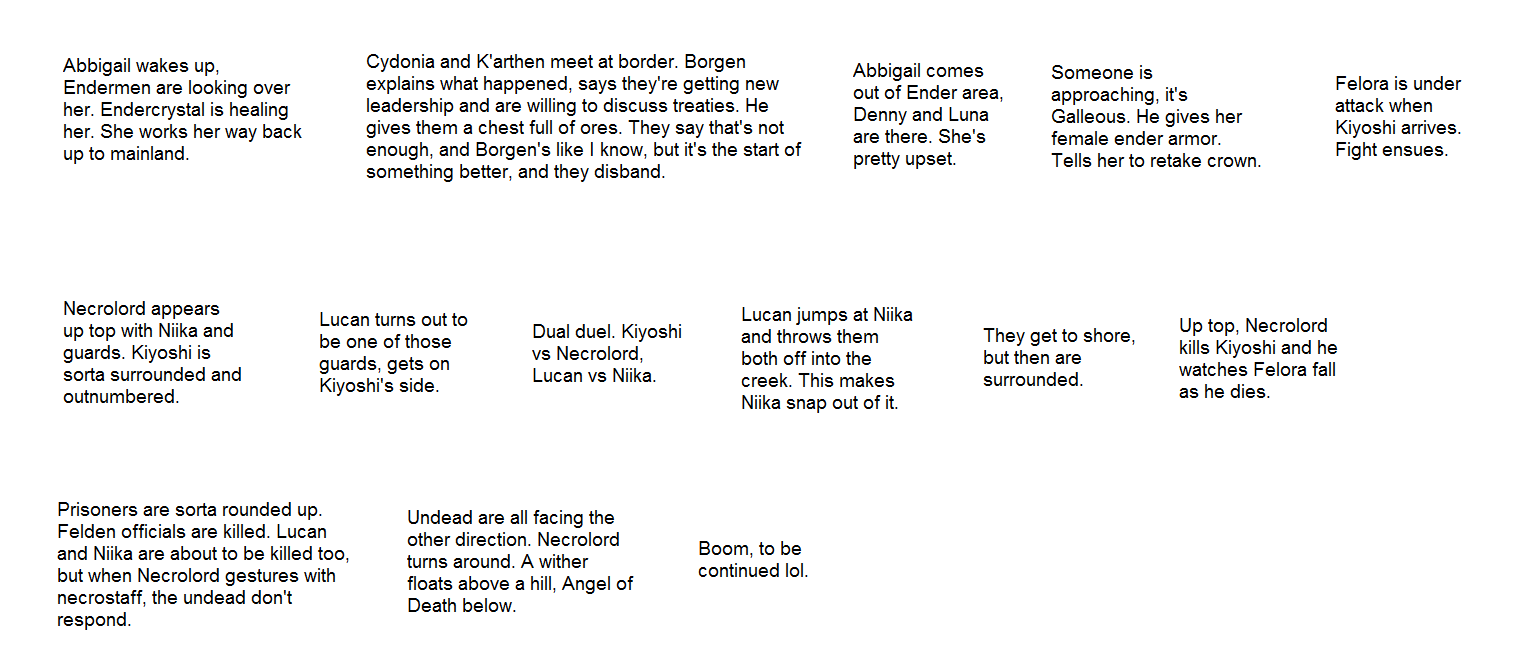 Abbigail wakes up,
Endermen are looking over
her. Endercrystal is healing
her. She works her way back
up to mainland.
Cydonia and K'arthen meet at border. Borgen
explains what happened, says they're getting new
leadership and are willing to discuss treaties. He
gives them a chest full of ores. They say that's not
enough, and Borgen's like I know, but it's the start of
something better, and they disband.
Abbigail comes
out of Ender area,
Denny and Luna
are there. She's
pretty upset.
Someone is
approaching, it's
Galleous. He gives her
female ender armor.
Tells her to retake crown.
Felora is under
attack when
Kiyoshi arrives.
Fight ensues.
Necrolord appears
up top with Niika and
guards. Kiyoshi is
sorta surrounded and
outnumbered.
Lucan turns out to
be one of those
guards, gets on
Kiyoshi's side.
Dual duel. Kiyoshi
vs Necrolord,
Lucan vs Niika.
Lucan jumps at Niika
and throws them
both off into the
creek. This makes
Niika snap out of it.
They get to shore,
but then are
surrounded.
Up top, Necrolord
kills Kiyoshi and he
watches Felora fall
as he dies.
Prisoners are sorta rounded up.
Felden officials are killed. Lucan
and Niika are about to be killed too,
but when Necrolord gestures with
necrostaff, the undead don't
respond.
Undead are all facing the
other direction. Necrolord
turns around. A wither
floats above a hill, Angel of
Death below.
Boom, to be
continued lol.